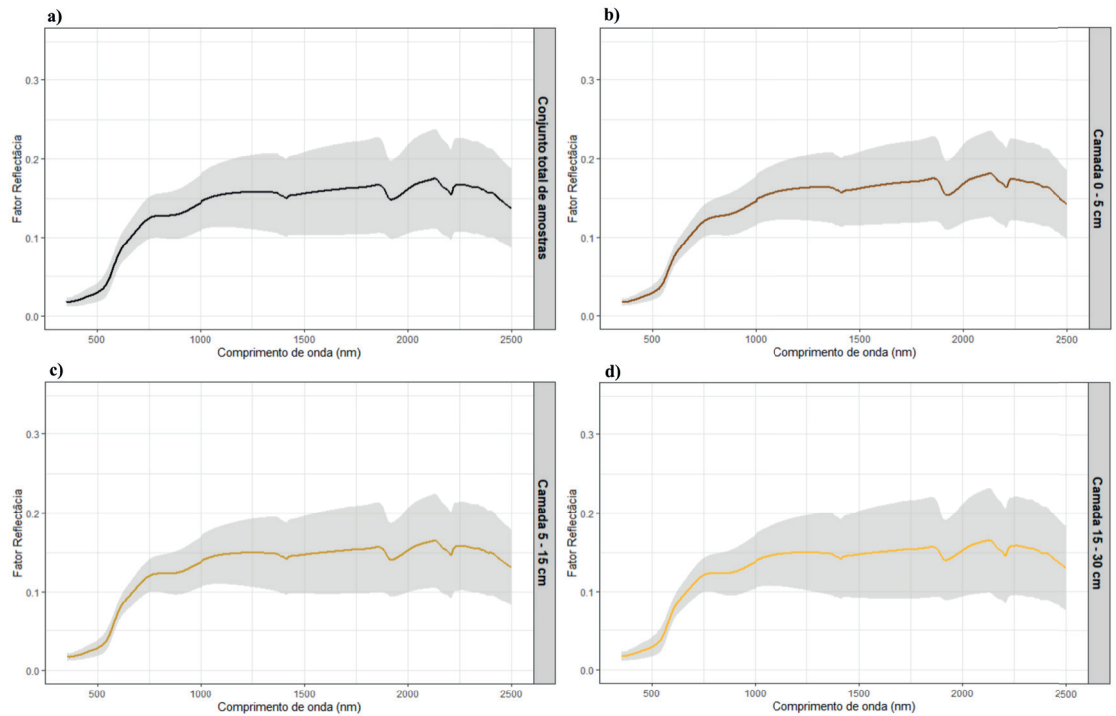 a)
0.3
0.2
0.1
0.0
Fator Reflectâcia
500
1000
1500
2000
2500
Comprimento de onda (nm)
Conjunto total de amostras
b)
0.3
0.2
0.1
0.0
Fator Reflectâcia
500
1000
1500
2000
2500
Comprimento de onda (nm)
Camada 0 - 5 cm
c)
0.3
0.2
0.1
0.0
Fator Reflectâcia
500
1000
1500
2000
2500
Comprimento de onda (nm)
Camada 5 - 15 cm
d)
0.3
0.2
0.1
0.0
Fator Reflectâcia
500
1000
1500
2000
2500
Comprimento de onda (nm)
Camada 15 - 30 cm